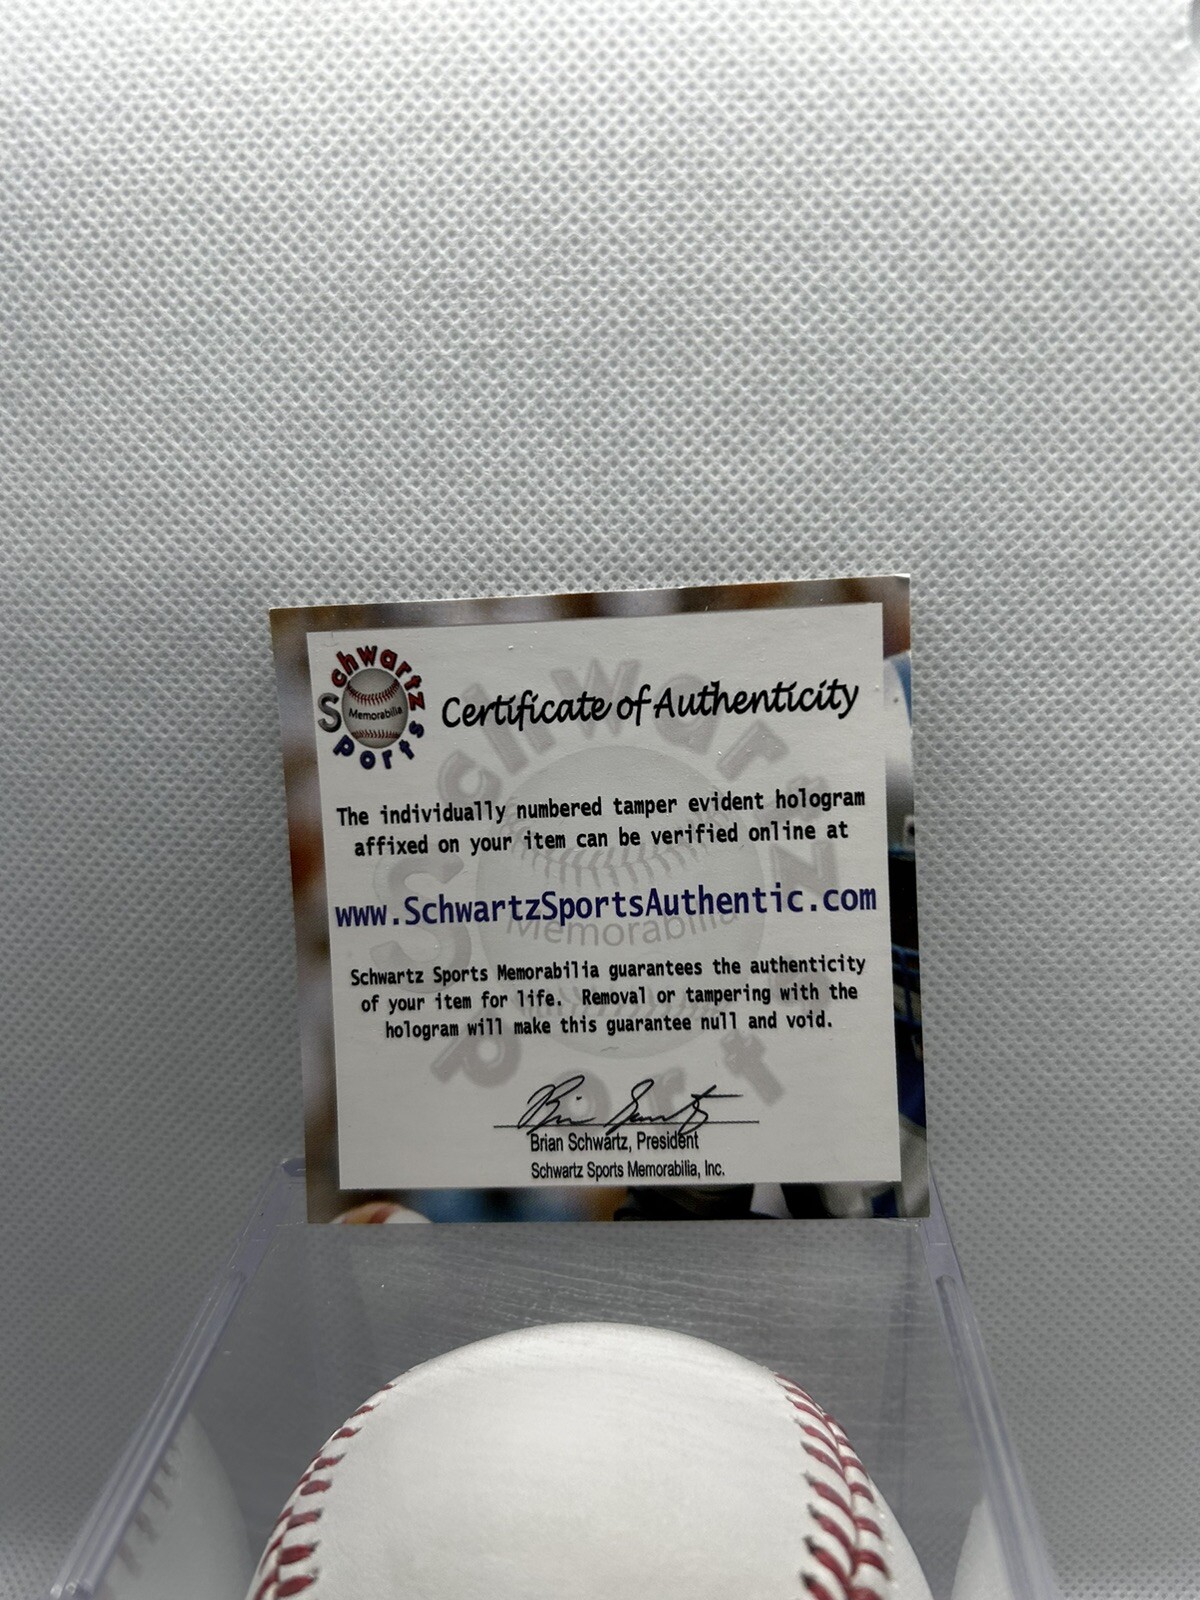 Schwartz
Sports
Memorabilia
Certificate of Authenticity
The individually numbered tamper evident hologram
affixed on your item can be verified online at
www.SchwartzSportsAuthentic.com
Schwartz Sports Memorabilia guarantees the authenticity
of your item for life. Removal or tampering with the
hologram will make this guarantee null and void.
Brian Schwartz
Brian Schwartz, President
Schwartz Sports Memorabilia, Inc.